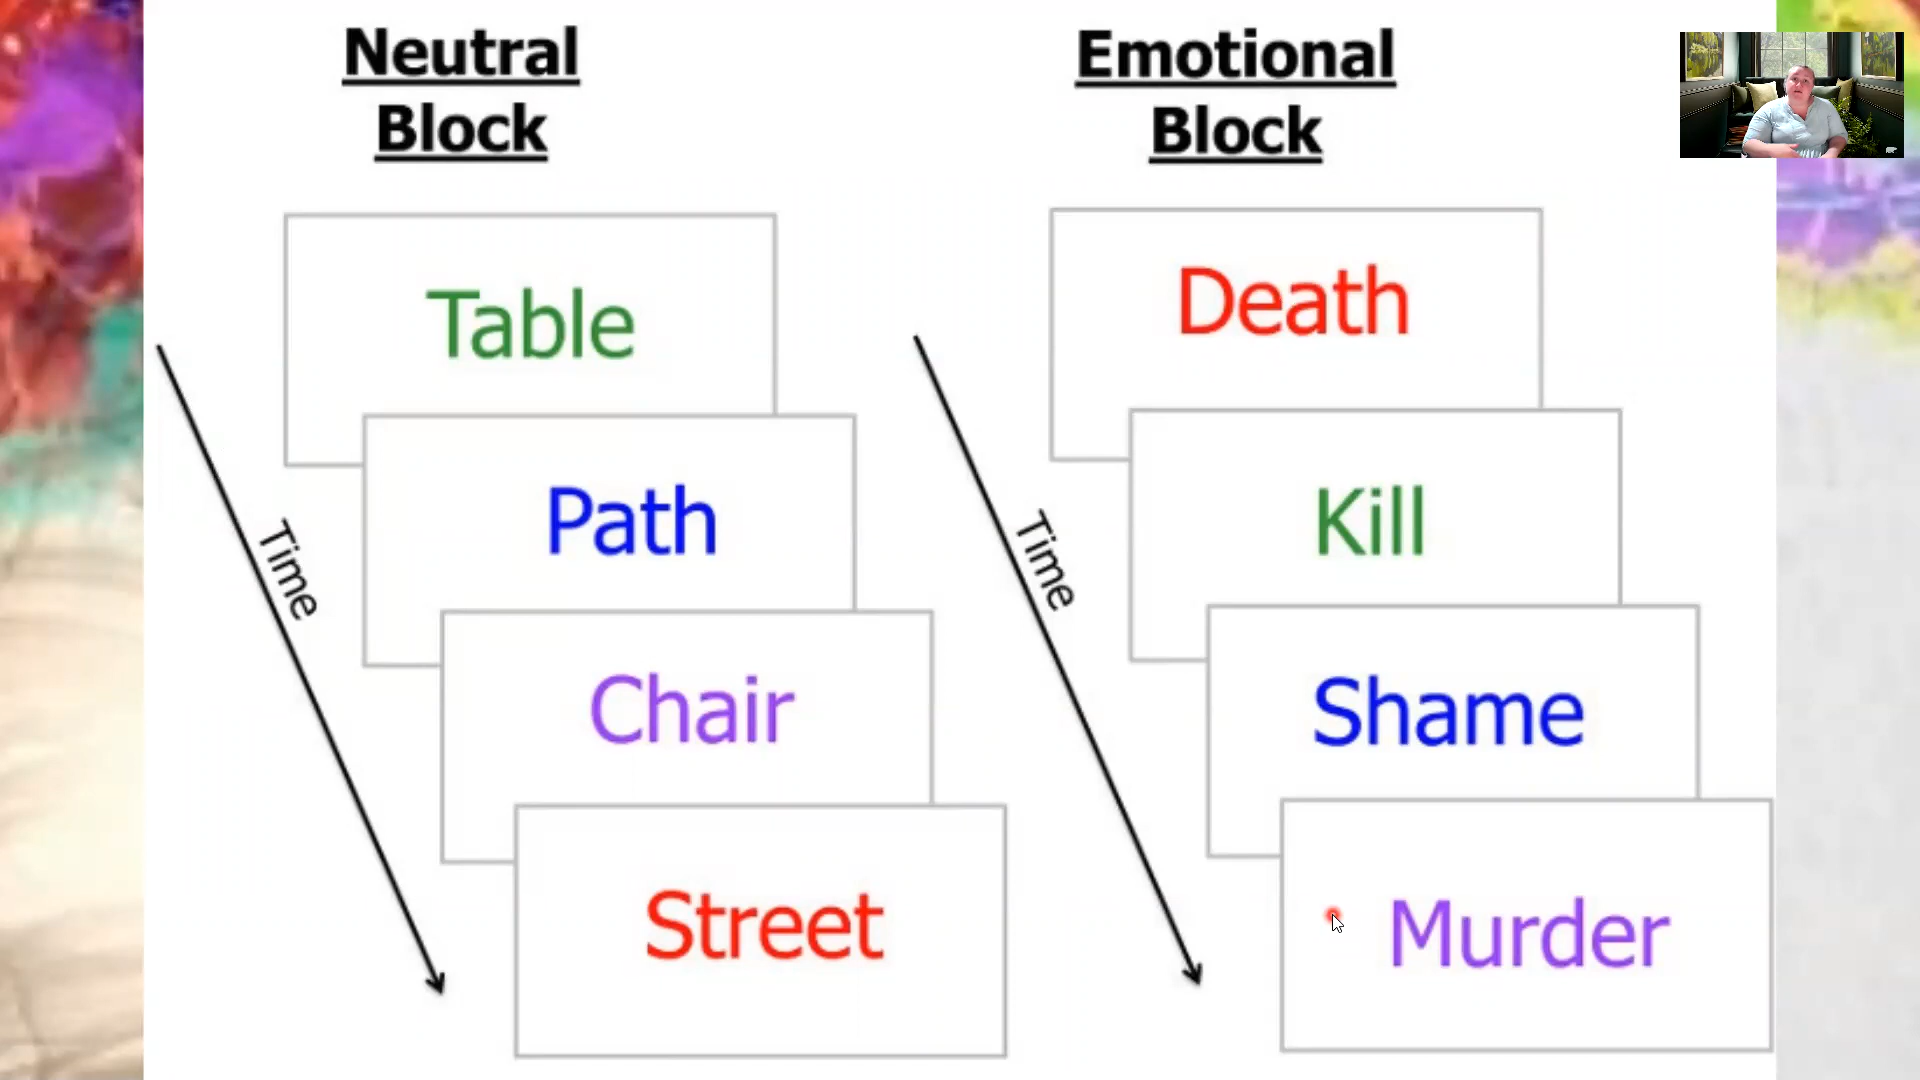 Neutral
Block
Table
Path
Chair
Street
Time
Emotional
Block
Death
Kill
Shame
Murder
Time